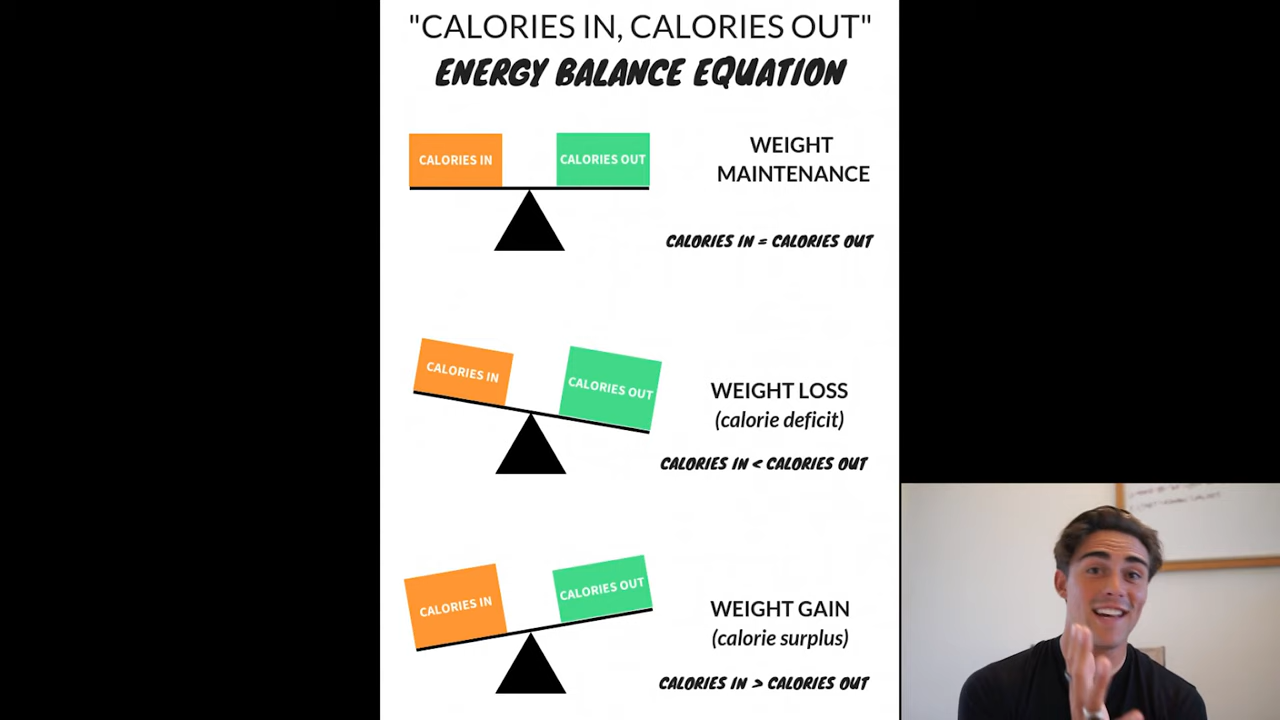 "CALORIES IN, CALORIES OUT"
ENERGY BALANCE EQUATION
CALORIES IN
CALORIES OUT
WEIGHT
MAINTENANCE
CALORIES IN = CALORIES OUT
CALORIES IN
CALORIES OUT
WEIGHT LOSS
(calorie deficit)
CALORIES IN < CALORIES OUT
CALORIES IN
CALORIES OUT
WEIGHT GAIN
(calorie surplus)
CALORIES IN > CALORIES OUT